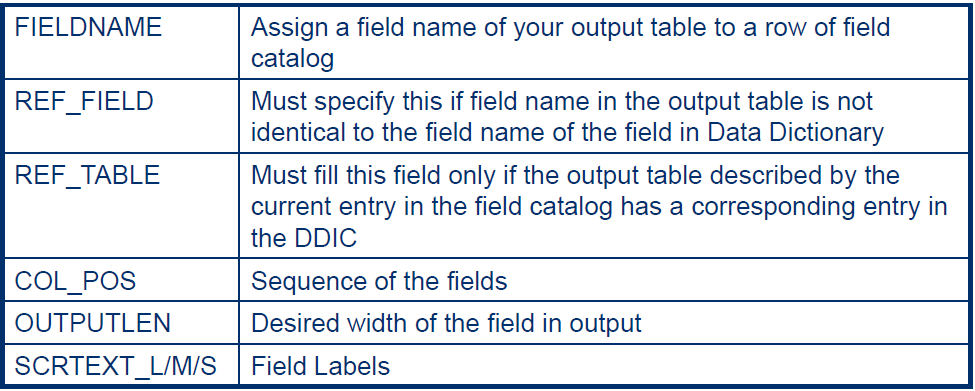 FIELDNAME
Assign a field name of your output table to a row of field
catalog
REF_FIELD
Must specify this if field name in the output table is not
identical to the field name of the field in Data Dictionary
REF_TABLE
Must fill this field only if the output table described by the
current entry in the field catalog has a corresponding entry in
the DDIC
COL_POS
Sequence of the fields
OUTPUTLEN
Desired width of the field in output
SCRTEXT_L/M/S
Field Labels